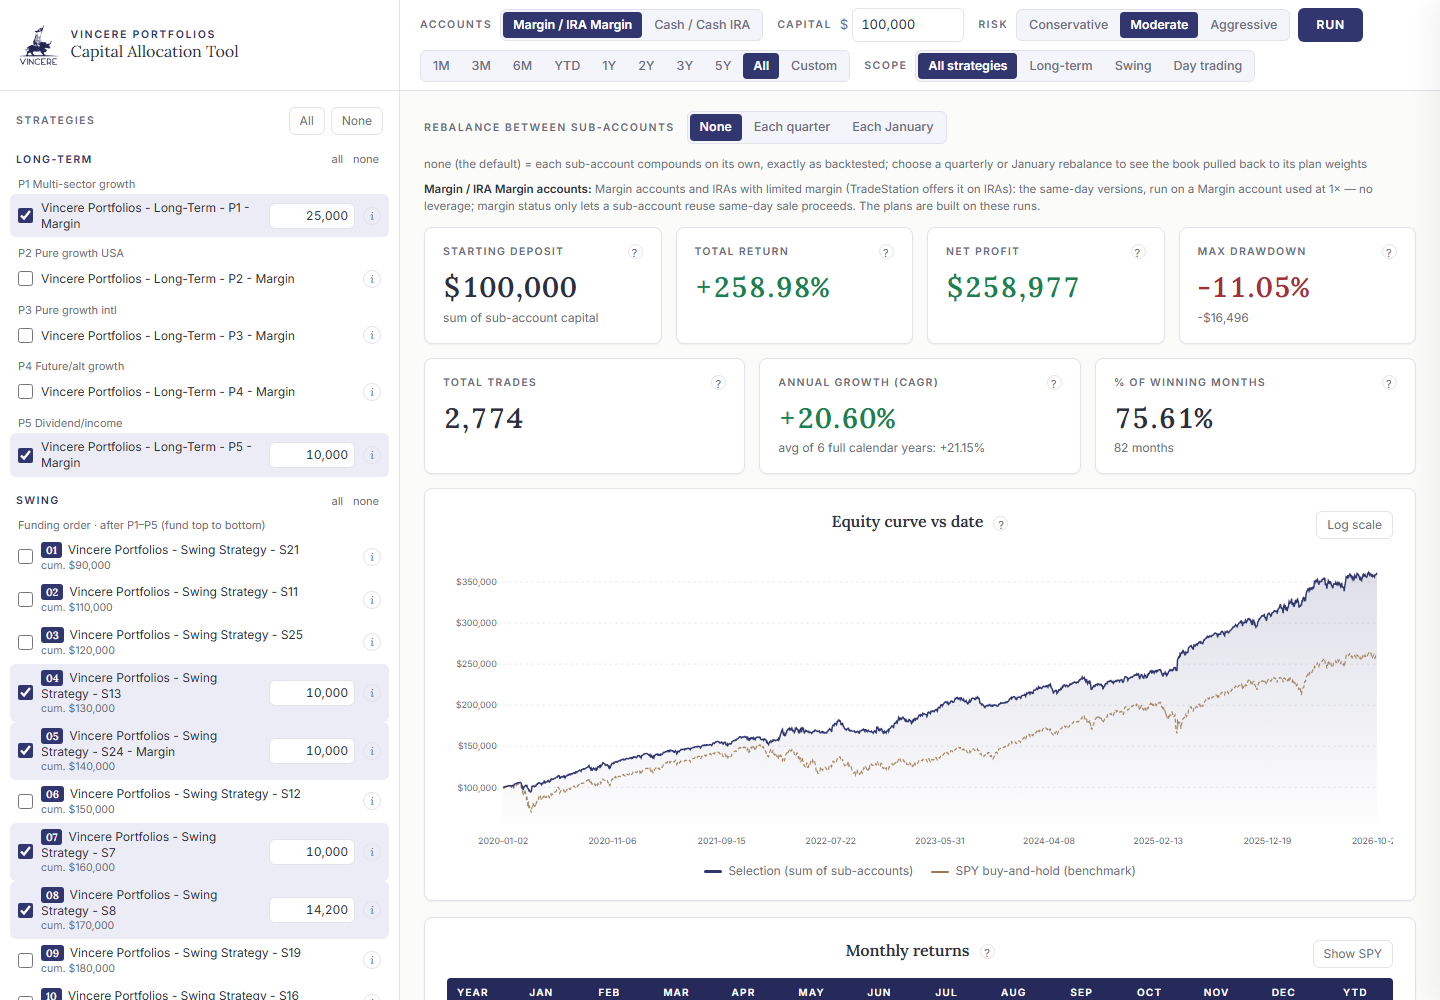 VINCERE
VINCERE PORTFOLIOS
Capital Allocation Tool
ACCOUNTS Margin / IRA Margin Cash / Cash IRA CAPITAL $ 100,000 RISK Conservative Moderate Aggressive RUN
1M 3M 6M YTD 1Y 2Y 3Y 5Y All Custom SCOPE All strategies Long-term Swing Day trading
STRATEGIES All None
LONG-TERM all none
P1 Multi-sector growth
Vincere Portfolios - Long-Term - P1 -
Margin
25,000 i
P2 Pure growth USA
Vincere Portfolios - Long-Term - P2 - Margin i
P3 Pure growth intl
Vincere Portfolios - Long-Term - P3 - Margin i
P4 Future/alt growth
Vincere Portfolios - Long-Term - P4 - Margin i
P5 Dividend/income
Vincere Portfolios - Long-Term - P5 -
Margin
10,000 i
SWING all none
Funding order · after P1–P5 (fund top to bottom)
01 Vincere Portfolios - Swing Strategy - S21 i
cum. $90,000
02 Vincere Portfolios - Swing Strategy - S11 i
cum. $110,000
03 Vincere Portfolios - Swing Strategy - S25 i
cum. $120,000
04 Vincere Portfolios - Swing
Strategy - S13
cum. $130,000
10,000 i
05 Vincere Portfolios - Swing
Strategy - S24 - Margin
cum. $140,000
10,000 i
06 Vincere Portfolios - Swing Strategy - S12 i
cum. $150,000
07 Vincere Portfolios - Swing
Strategy - S7
cum. $160,000
10,000 i
08 Vincere Portfolios - Swing
Strategy - S8
cum. $170,000
14,200 i
09 Vincere Portfolios - Swing Strategy - S19 i
cum. $180,000
10 Vincere Portfolios - Swing Strategy - S16 i
REBALANCE BETWEEN SUB-ACCOUNTS None Each quarter Each January
none (the default) = each sub-account compounds on its own, exactly as backtested; choose a quarterly or January rebalance to see the book pulled back to its plan weights
Margin / IRA Margin accounts: Margin accounts and IRAs with limited margin (TradeStation offers it on IRAs): the same-day versions, run on a Margin account used at 1× — no
leverage; margin status only lets a sub-account reuse same-day sale proceeds. The plans are built on these runs.
STARTING DEPOSIT ?
$100,000
sum of sub-account capital
TOTAL RETURN ?
+258.98%
NET PROFIT ?
$258,977
MAX DRAWDOWN ?
-11.05%
-$16,496
TOTAL TRADES ?
2,774
ANNUAL GROWTH (CAGR) ?
+20.60%
avg of 6 full calendar years: +21.15%
% OF WINNING MONTHS ?
75.61%
82 months
Equity curve vs date ? Log scale
$350,000
$300,000
$250,000
$200,000
$150,000
$100,000
2020-01-02 2020-11-06 2021-09-15 2022-07-22 2023-05-31 2024-04-08 2025-02-13 2025-12-19 2026-10-2
Selection (sum of sub-accounts) SPY buy-and-hold (benchmark)
Monthly returns ? Show SPY
YEAR JAN FEB MAR APR MAY JUN JUL AUG SEP OCT NOV DEC YTD